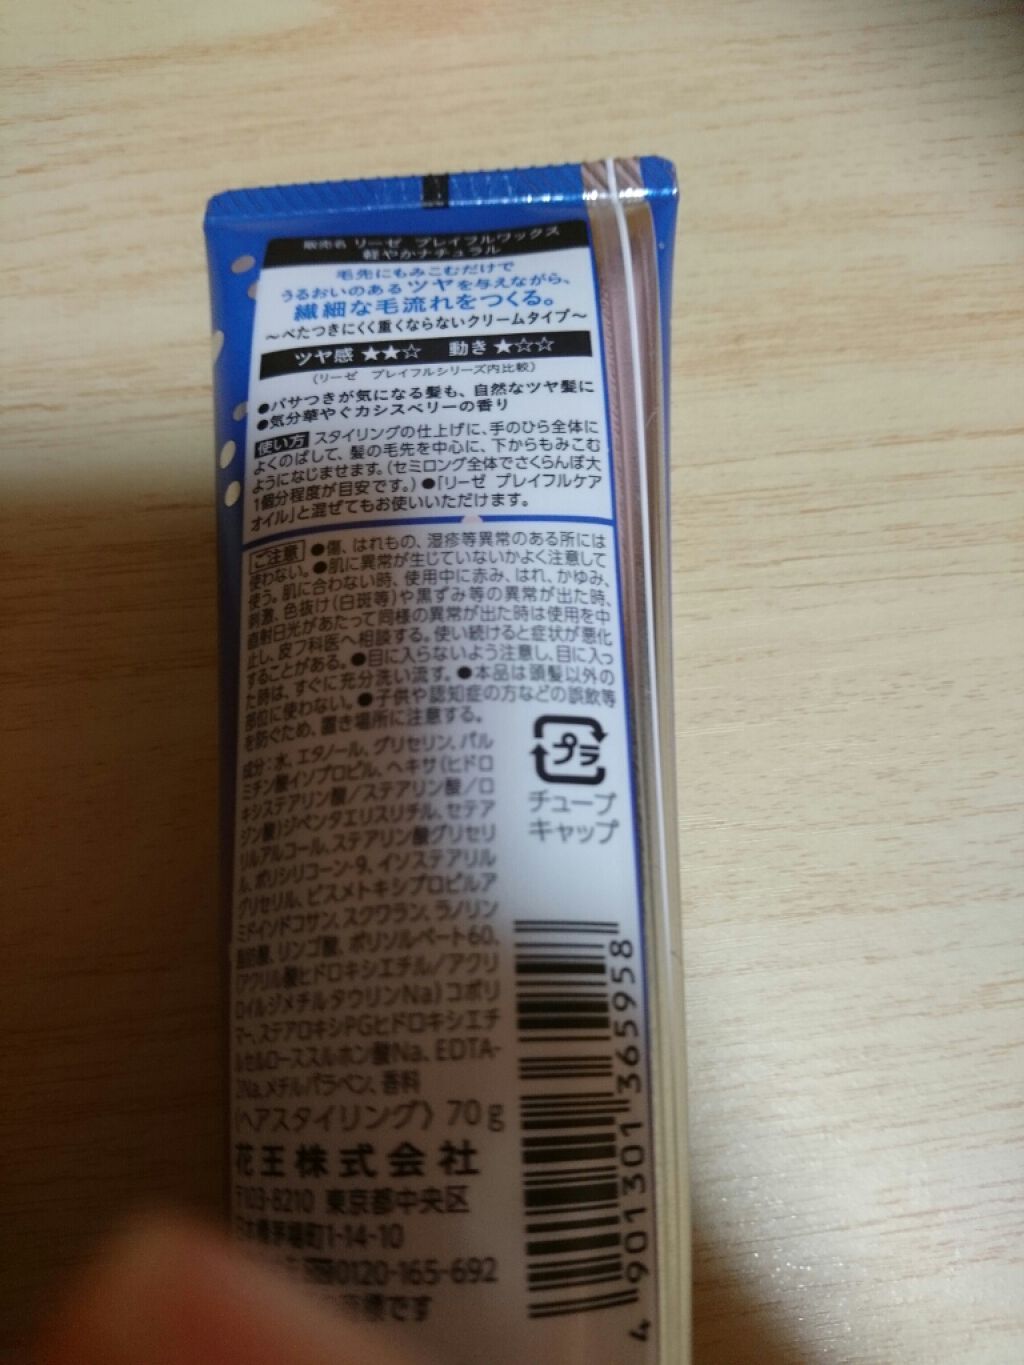 販売名 リーゼ プレイフルワックス
軽やかナチュラル
毛先にもみこむだけで
うるおいのあるツヤを与えながら、
繊細な毛流れをつくる。
～べたつきにくく重くならないクリームタイプ～
ツヤ感 ★★☆ 動き ★☆☆
(リーゼ プレイフルシリーズ内比較)
●パサつきが気になる髪も、自然なツヤ髪に
●気分華やぐカシスベリーの香り
使い方 スタイリングの仕上げに、手のひら全体に
よくのばして、髪の毛先を中心に、下からもみこむ
ようになじませます。(セミロング全体でさくらんぼ大
1個分程度が目安です。)●「リーゼ プレイフルケア
オイル」と混ぜてもお使いいただけます。
ご注意 ●傷、はれもの、湿疹等異常のある所には
使わない。●肌に異常が生じていないかよく注意して
使う。肌に合わない時、使用中に赤み、はれ、かゆみ、
刺激、色抜け(白斑等)や黒ずみ等の異常が出た時、
直射日光があたって同様の異常が出た時は使用を中
止し、皮フ科医へ相談する。使い続けると症状が悪化
することがある。●目に入らないよう注意し、目に入っ
た時は、すぐに充分洗い流す。●本品は頭髪以外の
部位に使わない。●子供や認知症の方などの誤飲等
を防ぐため、置き場所に注意する。
成分:水、エタノール、グリセリン、パル
ミチン酸イソプロピル、ヘキサ(ヒドロ
キシステアリン酸/ステアリン酸/ロ
ジン酸)ジペンタエリスリチル、セテア
リルアルコール、ステアリン酸グリセリ
ル、ポリシリコーン-9、イソステアリル
グリセリル、ビスメトキシプロピルア
ミドイソドコサン、スクワラン、ラノリン
脂肪酸、リンゴ酸、ポリソルベート60、
(アクリル酸ヒドロキシエチル/アクリ
ロイルジメチルタウリンNa)コポリ
マー、ステアロキシPGヒドロキシエチ
ルセルローススルホン酸Na、EDTA-
2Na、メチルパラベン、香料
プラ
チューブ
キャップ
《ヘアスタイリング》 70g
花王株式会社
〒103-8210 東京都中央区
日本橋茅場町1-14-10
0120-165-692
です
4 901301 365958